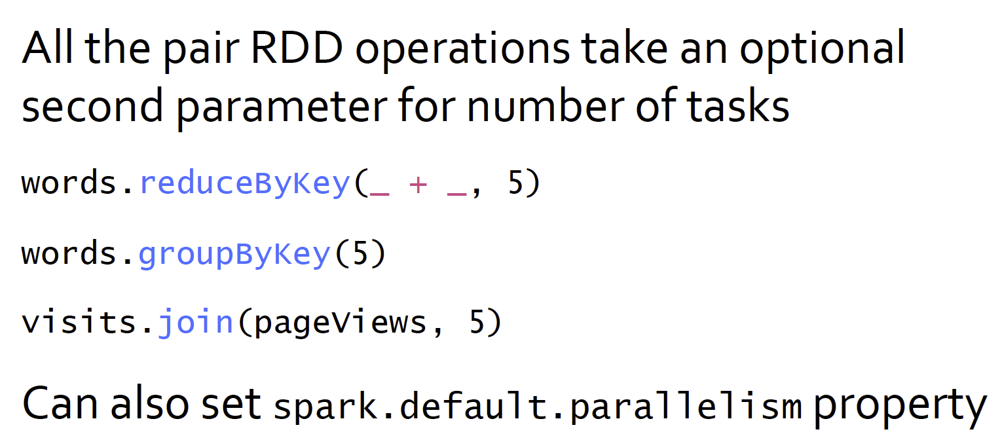 All the pair RDD operations take an optional
second parameter for number of tasks
words.reduceByKey(_ + _, 5)
words.groupByKey(5)
visits.join(pageViews, 5)
Can also set spark.default.parallelism property